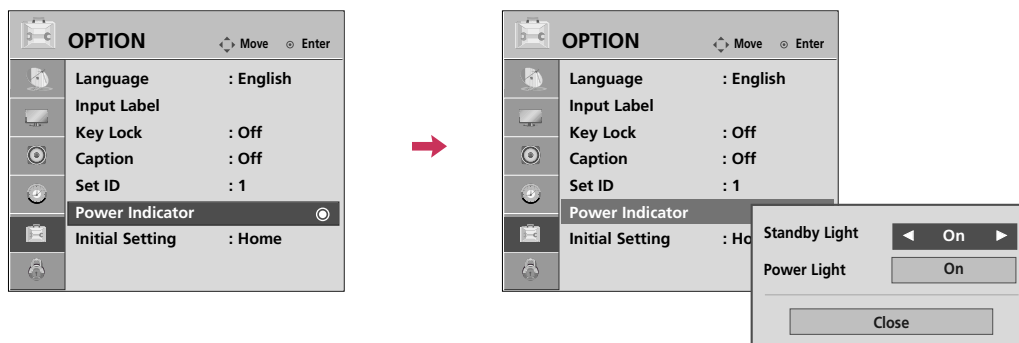 OPTION Move Enter
Language : English
Input Label
Key Lock : Off
Caption : Off
Set ID : 1
Power Indicator
Initial Setting : Home
OPTION Move Enter
Language : English
Input Label
Key Lock : Off
Caption : Off
Set ID : 1
Power Indicator
Initial Setting : Ho
Standby Light ◄ On ►
Power Light On
Close